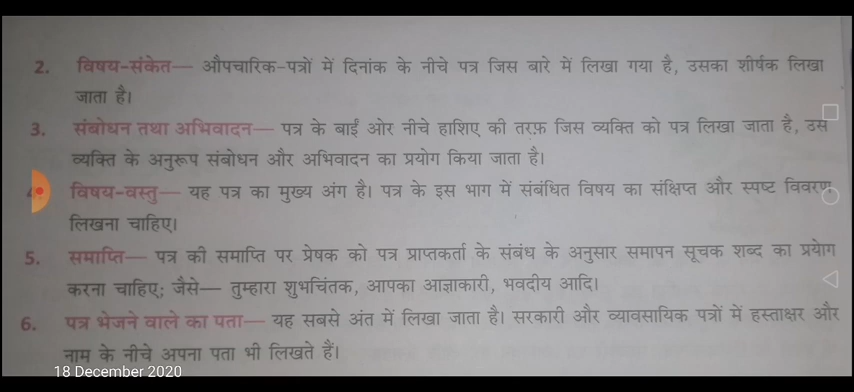 2. विषय-संकेत— औपचारिक-पत्रों में दिनांक के नीचे पत्र जिस बारे में लिखा गया है, उसका शीर्षक लिखा
जाता है।
3. संबोधन तथा अभिवादन— पत्र के बाईं ओर नीचे हाशिए की तरफ़ जिस व्यक्ति को पत्र लिखा जाता है, उस
व्यक्ति के अनुरूप संबोधन और अभिवादन का प्रयोग किया जाता है।
विषय-वस्तु— यह पत्र का मुख्य अंग है। पत्र के इस भाग में संबंधित विषय का संक्षिप्त और स्पष्ट विवरण
लिखना चाहिए।
5. समाप्ति— पत्र की समाप्ति पर प्रेषक को पत्र प्राप्तकर्ता के संबंध के अनुसार समापन सूचक शब्द का प्रयोग
करना चाहिए; जैसे— तुम्हारा शुभचिंतक, आपका आज्ञाकारी, भवदीय आदि।
6. पत्र भेजने वाले का पता— यह सबसे अंत में लिखा जाता है। सरकारी और व्यावसायिक पत्रों में हस्ताक्षर और
नाम के नीचे अपना पता भी लिखते हैं।
18 December 2020